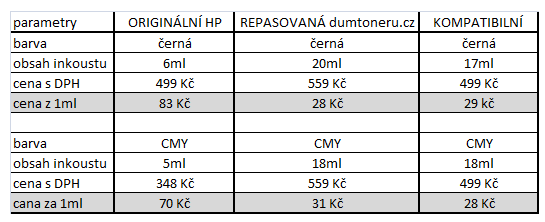 parametry ORIGINÁLNÍ HP REPASOVANÁ dumtoneru.cz KOMPATIBILNÍ
barva černá černá černá
obsah inkoustu 6ml 20ml 17ml
cena s DPH 499 Kč 559 Kč 499 Kč
cena z 1ml 83 Kč 28 Kč 29 kč
barva CMY CMY CMY
obsah inkoustu 5ml 18ml 18ml
cena s DPH 348 Kč 559 Kč 499 Kč
cana za 1ml 70 Kč 31 Kč 28 Kč